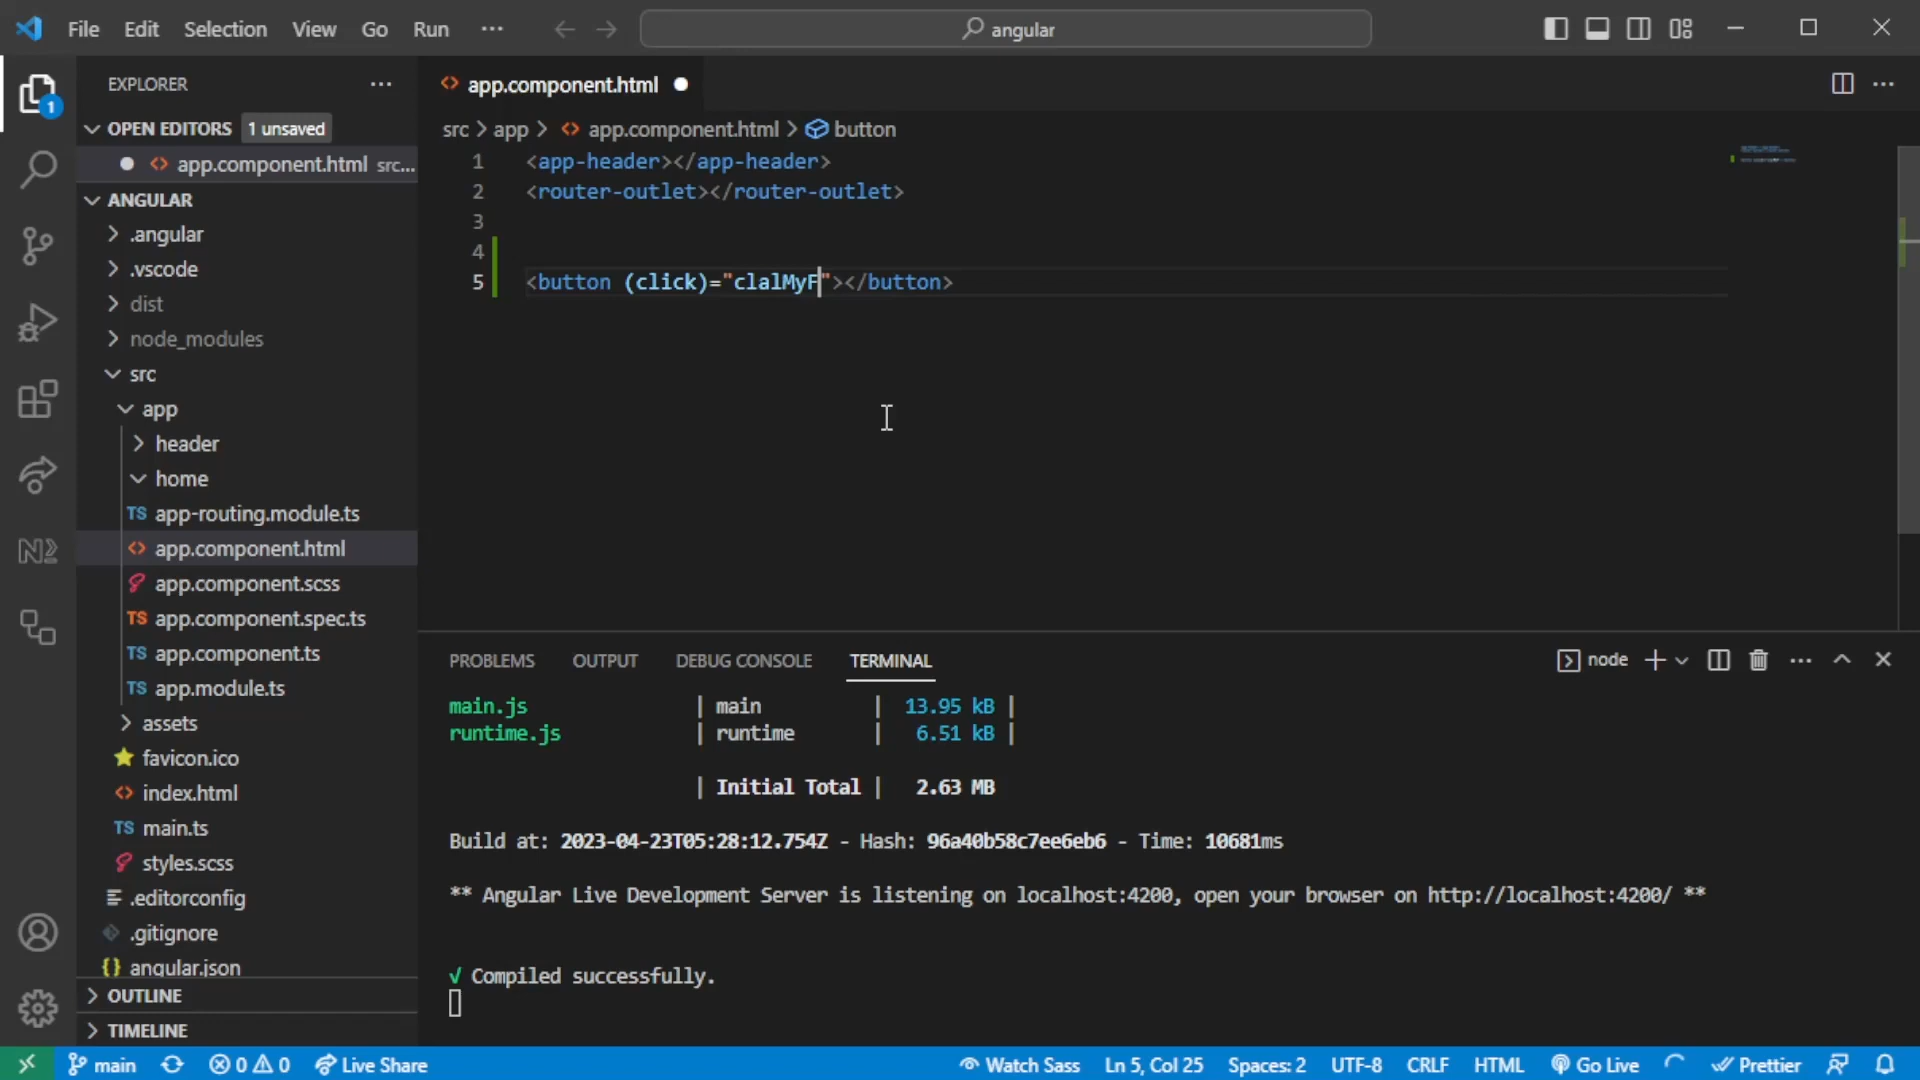 File Edit Selection View Go Run ··· angular
EXPLORER ···
OPEN EDITORS 1 unsaved
app.component.html src...
ANGULAR
.angular
.vscode
dist
node_modules
src
app
header
home
TS app-routing.module.ts
app.component.html
app.component.scss
TS app.component.spec.ts
TS app.component.ts
TS app.module.ts
assets
favicon.ico
index.html
TS main.ts
styles.scss
.editorconfig
.gitignore
{} angular.json
OUTLINE
TIMELINE
1
app.component.html
src > app > app.component.html > button
1 <app-header></app-header>
2 <router-outlet></router-outlet>
3
4
5 <button (click)="clalMyF"></button>
PROBLEMS OUTPUT DEBUG CONSOLE TERMINAL node
main.js | main | 13.95 kB |
runtime.js | runtime | 6.51 kB |
| Initial Total | 2.63 MB
Build at: 2023-04-23T05:28:12.754Z - Hash: 96a40b58c7ee6eb6 - Time: 10681ms
** Angular Live Development Server is listening on localhost:4200, open your browser on http://localhost:4200/ **
√ Compiled successfully.
main 0 0 Live Share Watch Sass Ln 5, Col 25 Spaces: 2 UTF-8 CRLF HTML Go Live Prettier